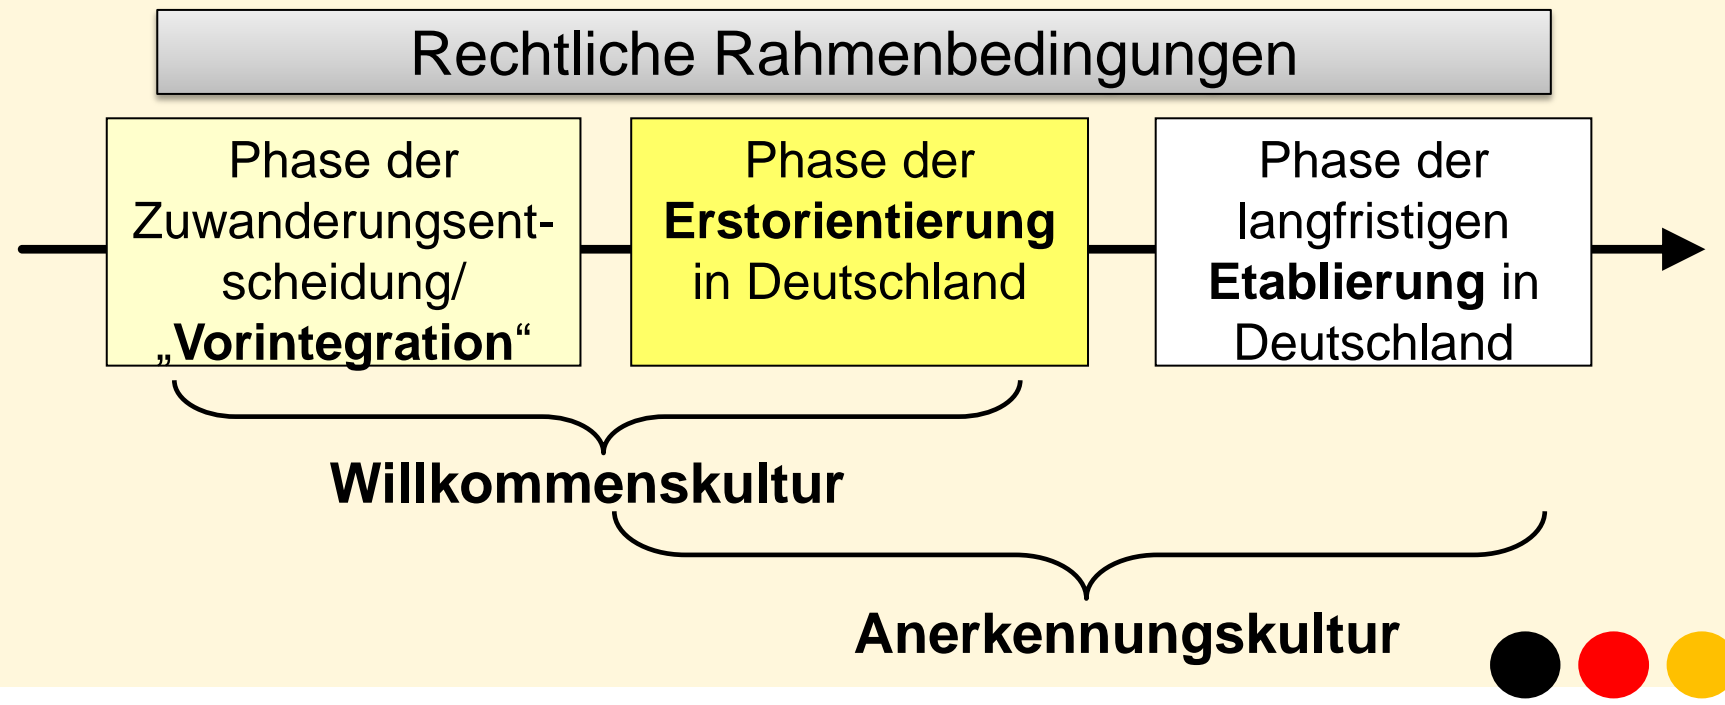 Rechtliche Rahmenbedingungen
Phase der
Zuwanderungsent-
scheidung/
„Vorintegration“
Phase der
Erstorientierung
in Deutschland
Phase der
langfristigen
Etablierung in
Deutschland
Willkommenskultur
Anerkennungskultur